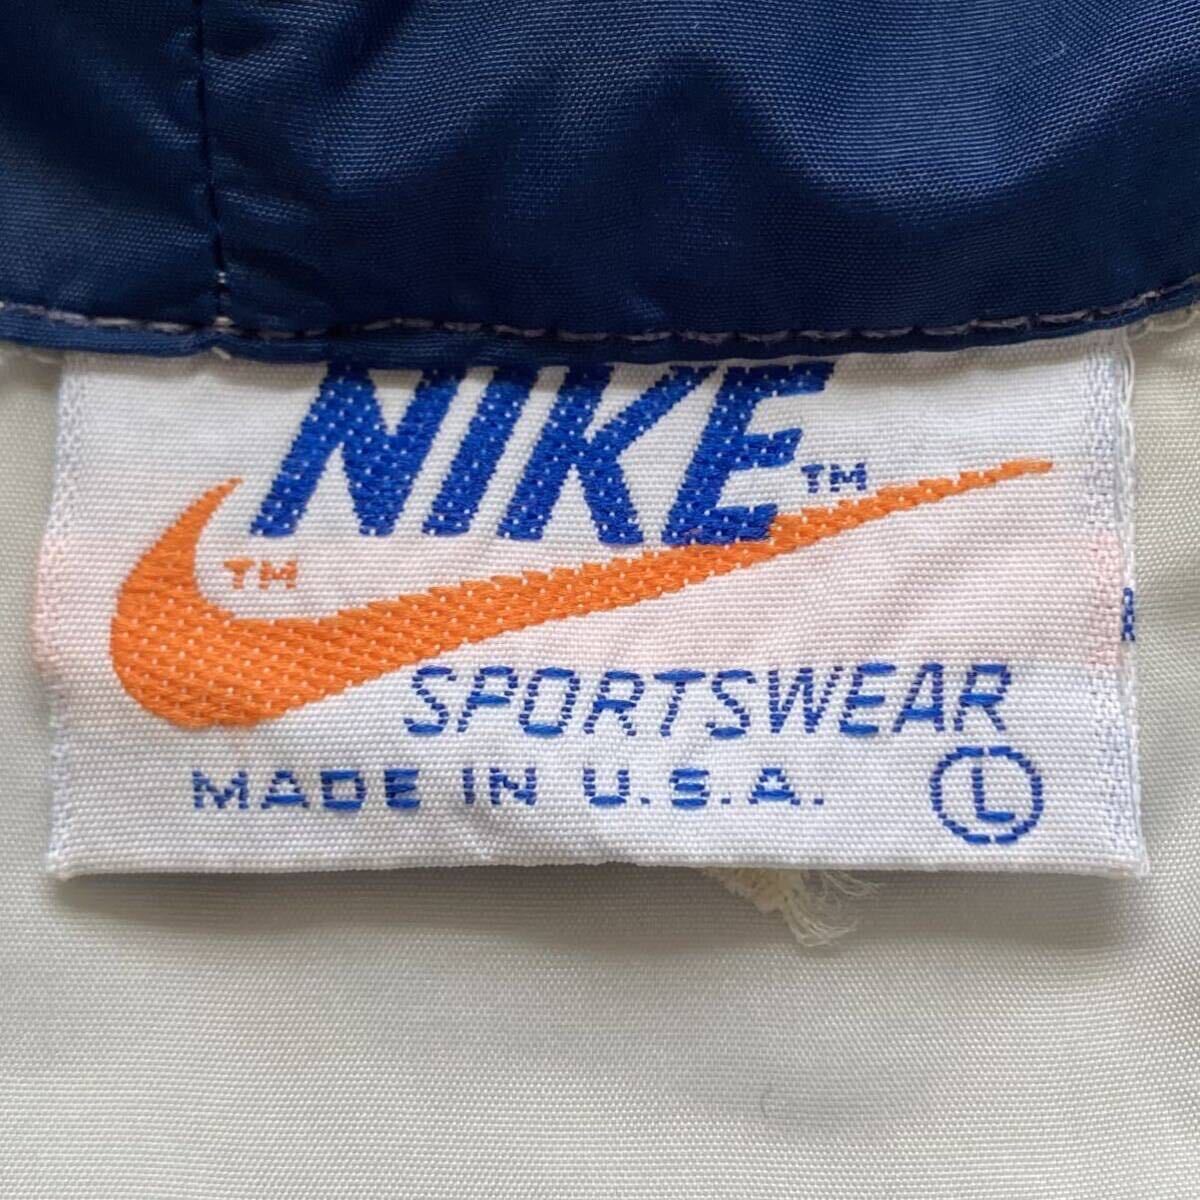 NIKE™
™
SPORTSWEAR
MADE IN U.S.A. L